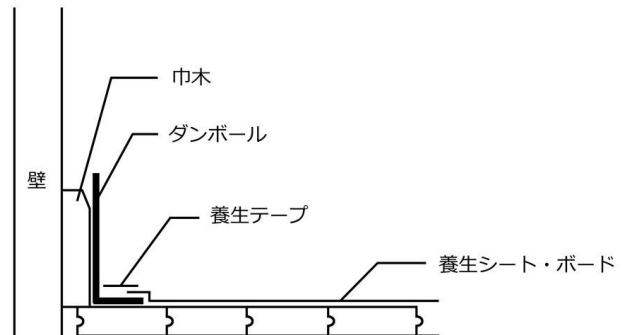 巾木
ダンボール
壁
養生テープ
養生シート・ボード